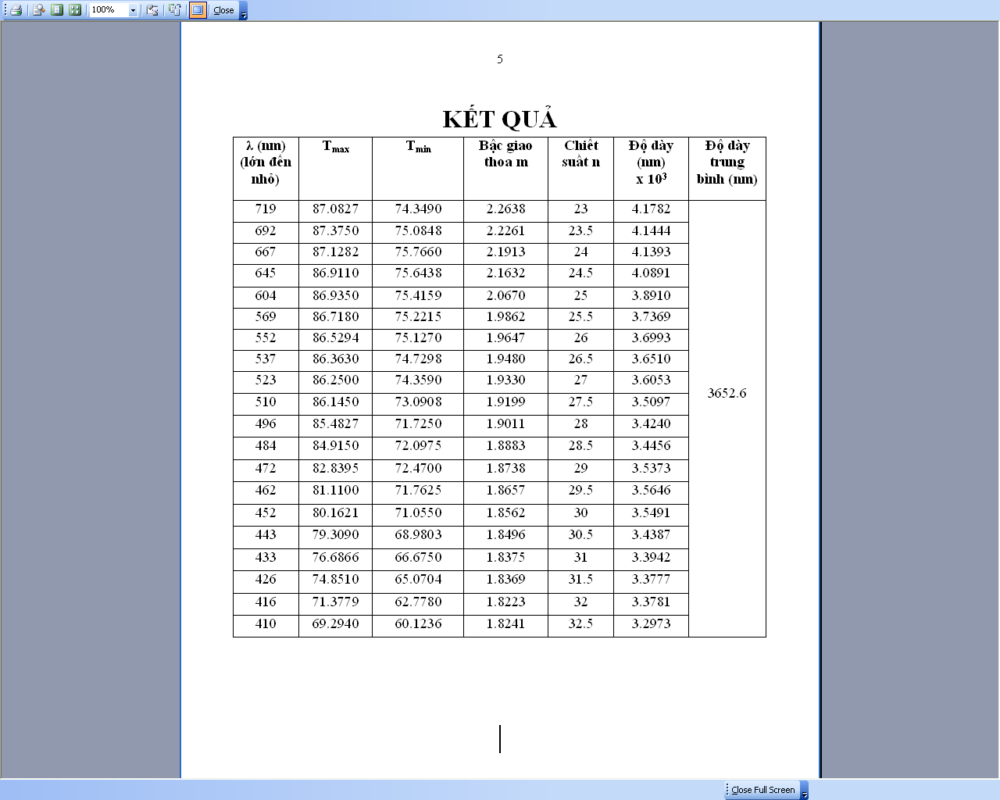 100% Close
5
KẾT QUẢ
λ (nm) (lớn đến nhỏ) Tmax Tmin Bậc giao thoa m Chiết suất n Độ dày (nm) x 10³ Độ dày trung bình (nm)
719 87.0827 74.3490 2.2638 23 4.1782
692 87.3750 75.0848 2.2261 23.5 4.1444
667 87.1282 75.7660 2.1913 24 4.1393
645 86.9110 75.6438 2.1632 24.5 4.0891
604 86.9350 75.4159 2.0670 25 3.8910
569 86.7180 75.2215 1.9862 25.5 3.7369
552 86.5294 75.1270 1.9647 26 3.6993
537 86.3630 74.7298 1.9480 26.5 3.6510
523 86.2500 74.3590 1.9330 27 3.6053
3652.6
510 86.1450 73.0908 1.9199 27.5 3.5097
496 85.4827 71.7250 1.9011 28 3.4240
484 84.9150 72.0975 1.8883 28.5 3.4456
472 82.8395 72.4700 1.8738 29 3.5373
462 81.1100 71.7625 1.8657 29.5 3.5646
452 80.1621 71.0550 1.8562 30 3.5491
443 79.3090 68.9803 1.8496 30.5 3.4387
433 76.6866 66.6750 1.8375 31 3.3942
426 74.8510 65.0704 1.8369 31.5 3.3777
416 71.3779 62.7780 1.8223 32 3.3781
410 69.2940 60.1236 1.8241 32.5 3.2973
Close Full Screen